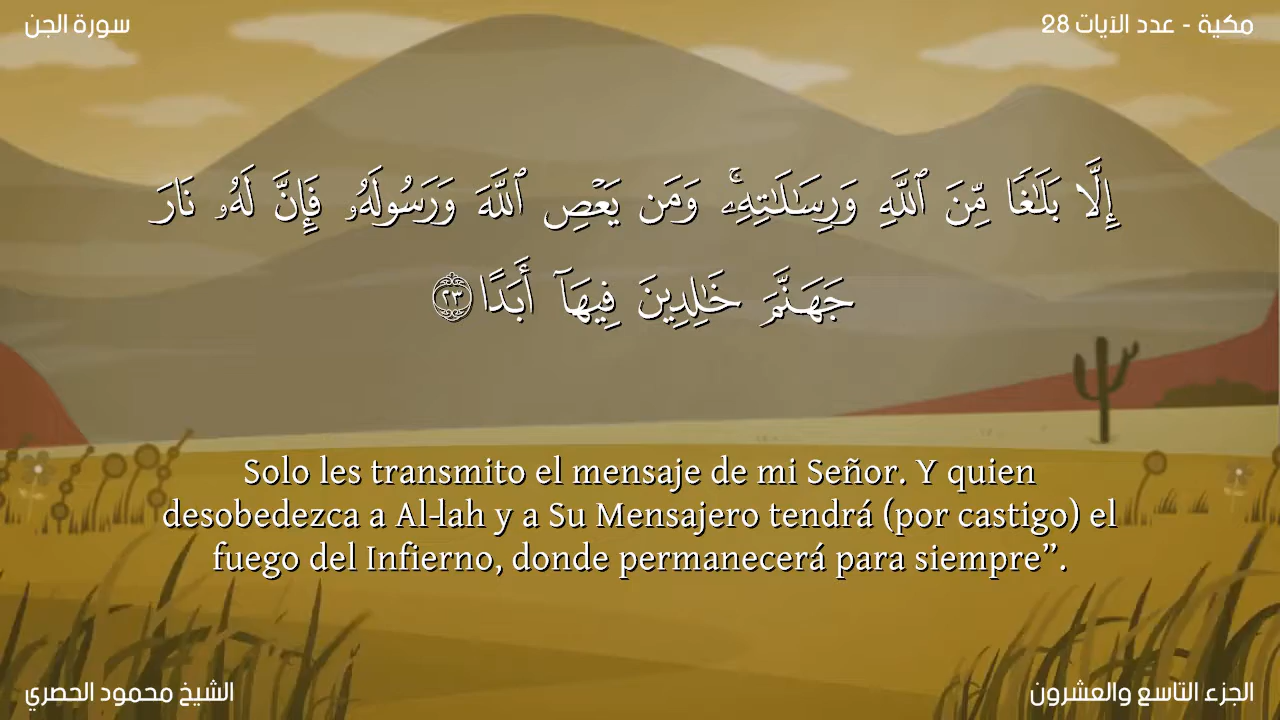 سورة الجن
مكية - عدد الآيات 28
إِلَّا بَلَـٰغًا مِّنَ ٱللَّهِ وَرِسَـٰلَـٰتِهِۦۚ وَمَن يَعْصِ ٱللَّهَ وَرَسُولَهُۥ فَإِنَّ لَهُۥ نَارَ
جَهَنَّمَ خَـٰلِدِينَ فِيهَآ أَبَدًا ٢٣
Solo les transmito el mensaje de mi Señor. Y quien
desobedezca a Al-lah y a Su Mensajero tendrá (por castigo) el
fuego del Infierno, donde permanecerá para siempre”.
الشيخ محمود الحصري
الجزء التاسع والعشرون